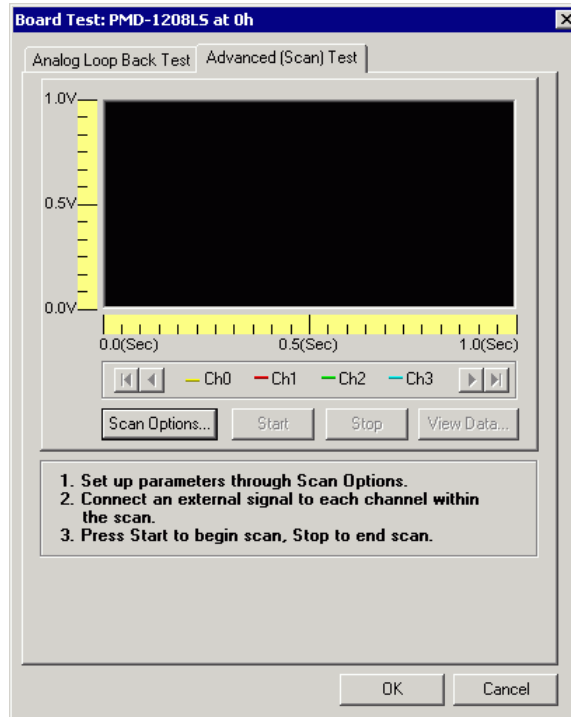 Board Test: PMD-1208LS at 0h
Analog Loop Back Test Advanced (Scan) Test
1.0V
0.5V
0.0V
0.0(Sec) 0.5(Sec) 1.0(Sec)
Ch0 Ch1 Ch2 Ch3
Scan Options... Start Stop View Data...
1. Set up parameters through Scan Options.
2. Connect an external signal to each channel within
the scan.
3. Press Start to begin scan, Stop to end scan.
OK Cancel